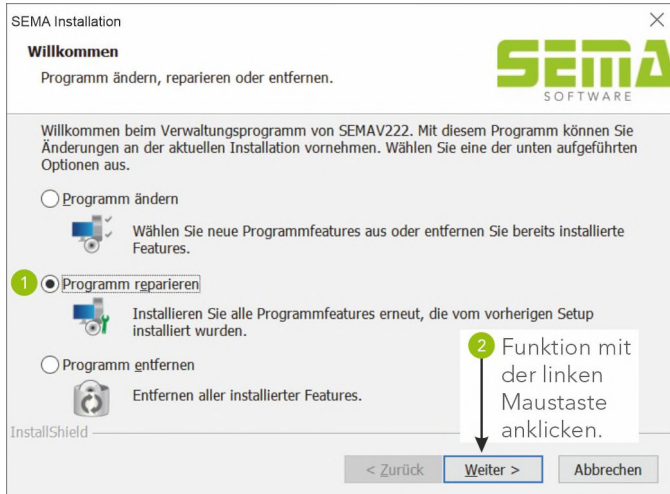 SEMA Installation
Willkommen
Programm ändern, reparieren oder entfernen.
SEMA
SOFTWARE
Willkommen beim Verwaltungsprogramm von SEMAV222. Mit diesem Programm können Sie
Änderungen an der aktuellen Installation vornehmen. Wählen Sie eine der unten aufgeführten
Optionen aus.
Programm ändern
Wählen Sie neue Programmfeatures aus oder entfernen Sie bereits installierte
Features.
1 Programm reparieren
Installieren Sie alle Programmfeatures erneut, die vom vorherigen Setup
installiert wurden.
Programm entfernen
Entfernen aller installierter Features.
2 Funktion mit
der linken
Maustaste
anklicken.
InstallShield
< Zurück Weiter > Abbrechen